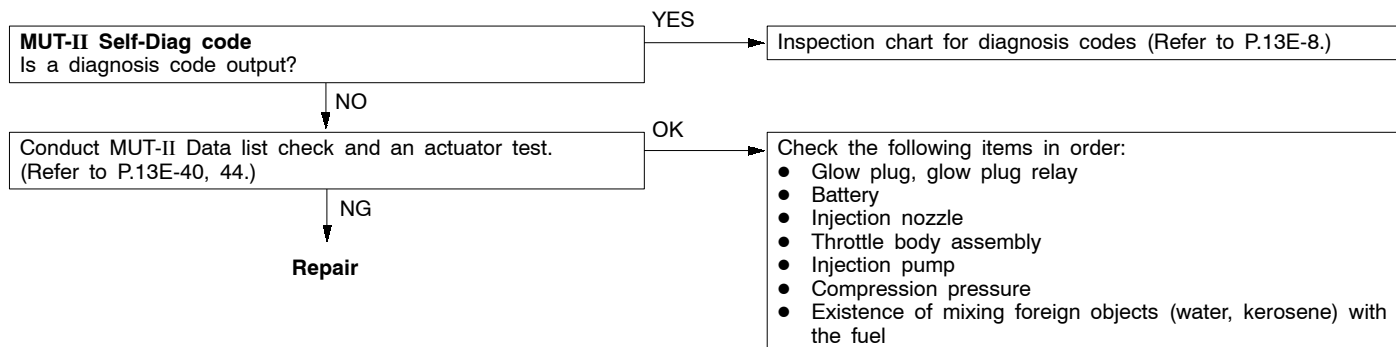 YES
MUT-II Self-Diag code
Is a diagnosis code output?
Inspection chart for diagnosis codes (Refer to P.13E-8.)
NO
OK
Conduct MUT-II Data list check and an actuator test.
(Refer to P.13E-40, 44.)
Check the following items in order:
● Glow plug, glow plug relay
● Battery
● Injection nozzle
● Throttle body assembly
● Injection pump
● Compression pressure
● Existence of mixing foreign objects (water, kerosene) with
the fuel
NG
Repair